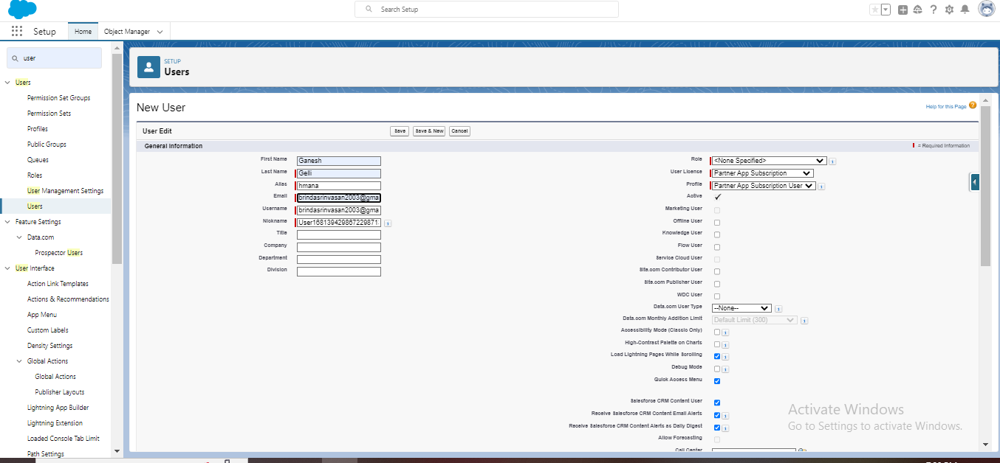 Search Setup
Setup
Home
Object Manager
user
Users
Permission Set Groups
Permission Sets
Profiles
Public Groups
Queues
Roles
User Management Settings
Users
Feature Settings
Data.com
Prospector Users
User Interface
Action Link Templates
Actions & Recommendations
App Menu
Custom Labels
Density Settings
Global Actions
Global Actions
Publisher Layouts
Lightning App Builder
Lightning Extension
Loaded Console Tab Limit
Path Settings
SETUP
Users
New User
Help for this Page
User Edit
Save
Save & New
Cancel
General Information
= Required Information
First Name Ganesh
Last Name Gelli
Alias hmana
Email brindasrinvasan2003@gma
Username brindasrinvasan2003@gma
Nickname User16813942986722987１
Title
Company
Department
Division
Role <None Specified>
User License Partner App Subscription
Profile Partner App Subscription User
Active
Marketing User
Offline User
Knowledge User
Flow User
Service Cloud User
Site.com Contributor User
Site.com Publisher User
WDC User
Data.com User Type --None--
Data.com Monthly Addition Limit Default Limit (300)
Accessibility Mode (Classic Only)
High-Contrast Palette on Charts
Load Lightning Pages While Scrolling
Debug Mode
Quick Access Menu
Salesforce CRM Content User
Receive Salesforce CRM Content Email Alerts
Receive Salesforce CRM Content Alerts as Daily Digest
Allow Forecasting
Call Center
Activate Windows
Go to Settings to activate Windows.